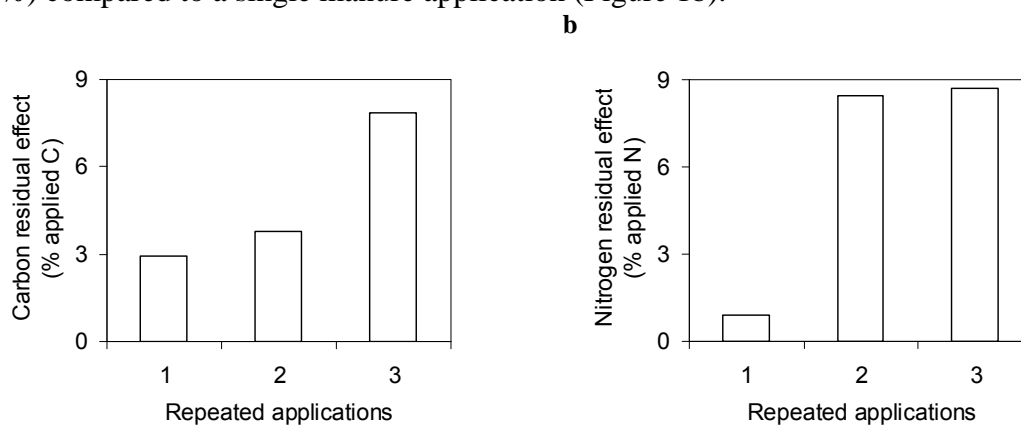 %) compared to a single manure application (Figure 1b).
b
Carbon residual effect
(% applied C)
9
6
3
0
1 2 3
Repeated applications
Nitrogen residual effect
(% applied N)
9
6
3
0
1 2 3
Repeated applications